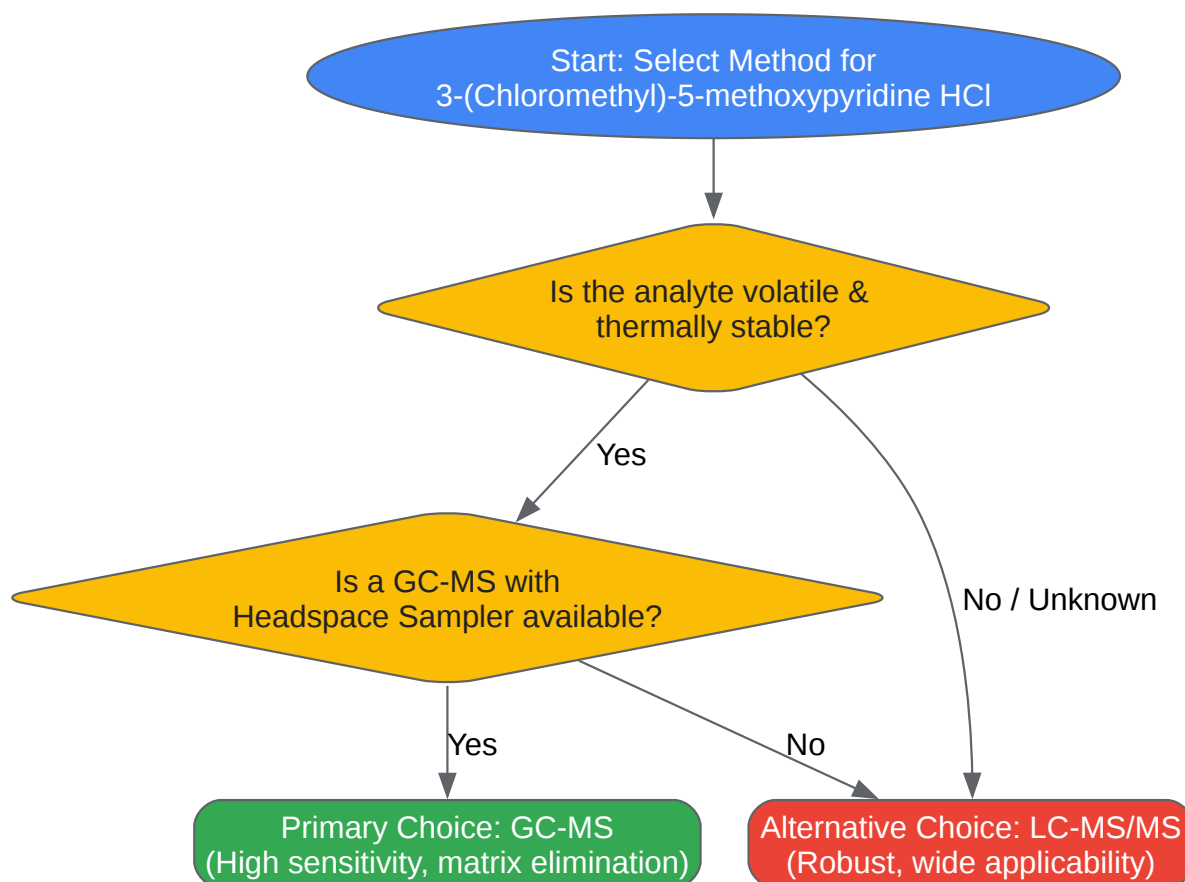 Start: Select Method for
3-(Chloromethyl)-5-methoxypyridine HCl
Is the analyte volatile &
thermally stable?
Yes
No / Unknown
Is a GC-MS with
Headspace Sampler available?
Yes
No
Primary Choice: GC-MS
(High sensitivity, matrix elimination)
Alternative Choice: LC-MS/MS
(Robust, wide applicability)